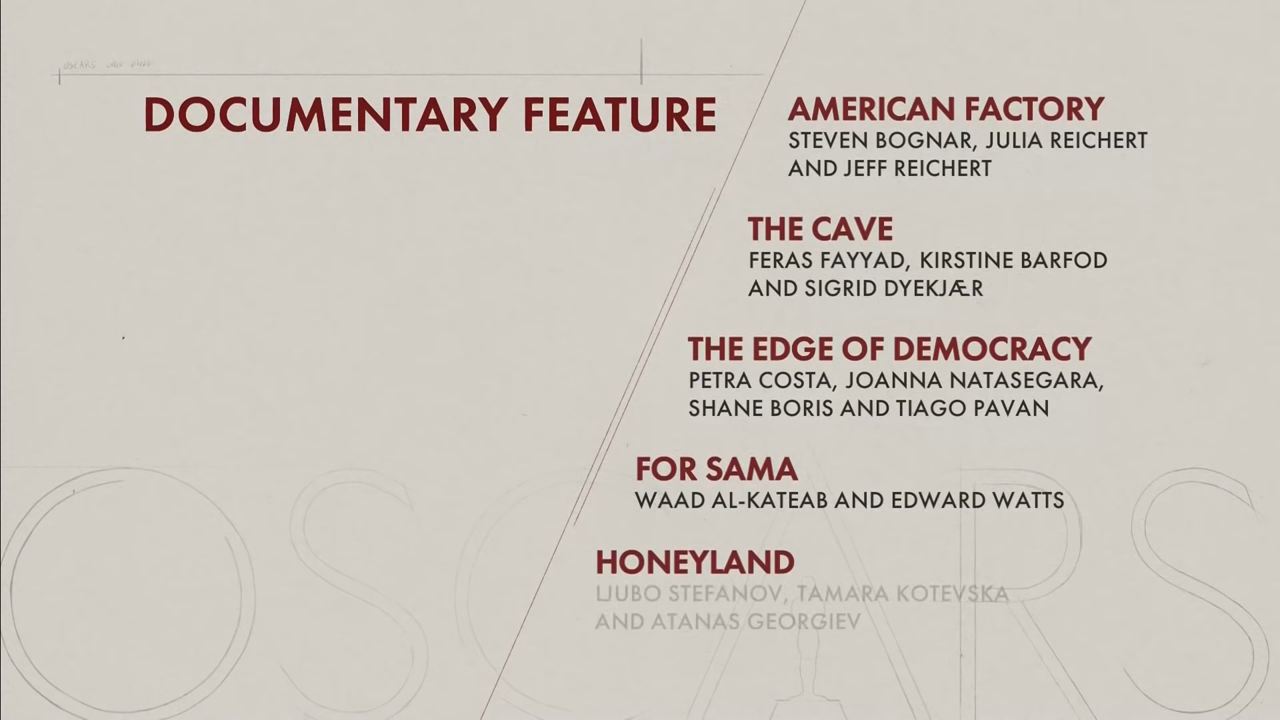 DOCUMENTARY FEATURE
AMERICAN FACTORY
STEVEN BOGNAR, JULIA REICHERT
AND JEFF REICHERT
THE CAVE
FERAS FAYYAD, KIRSTINE BARFOD
AND SIGRID DYEKJÆR
THE EDGE OF DEMOCRACY
PETRA COSTA, JOANNA NATASEGARA,
SHANE BORIS AND TIAGO PAVAN
FOR SAMA
WAAD AL-KATEAB AND EDWARD WATTS
HONEYLAND
LJUBO STEFANOV, TAMARA KOTEVSKA
AND ATANAS GEORGIEV
OSCARS